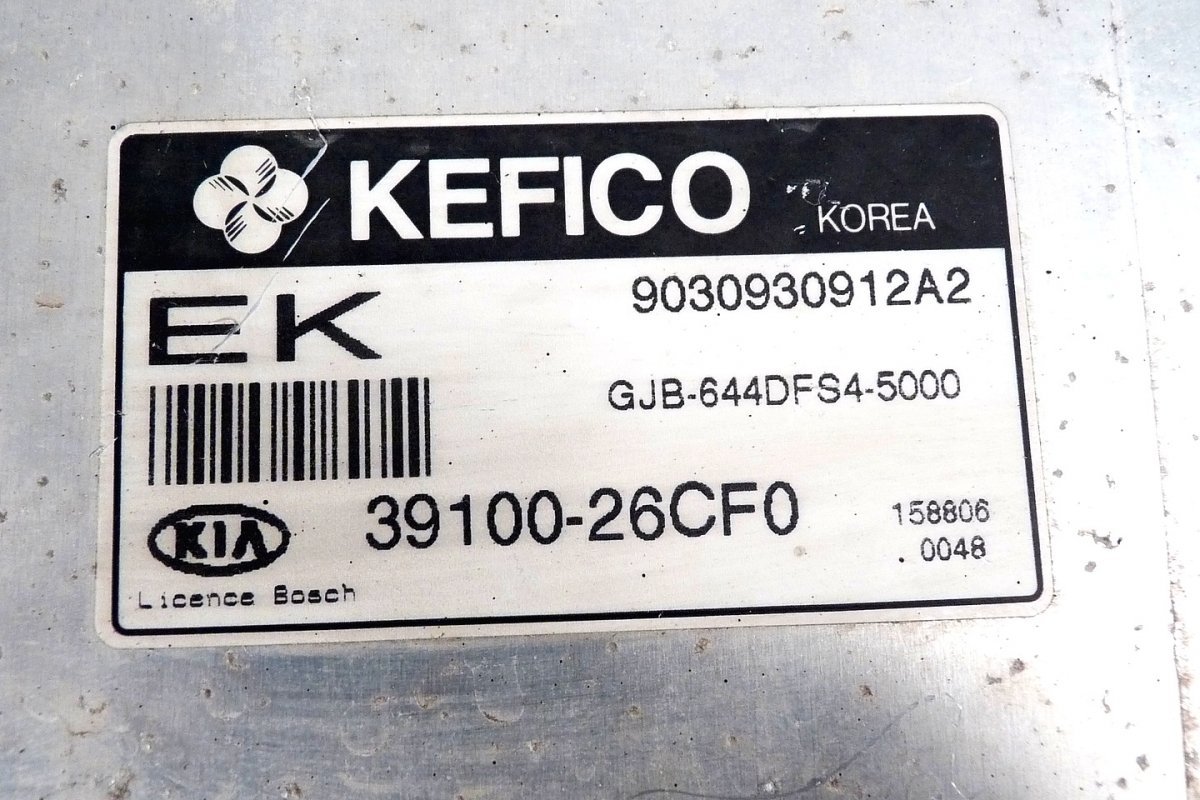 KEFICO KOREA
EK
9030930912A2
GJB-644DFS4-5000
KIA
39100-26CF0
158806
.0048
Licence Bosch